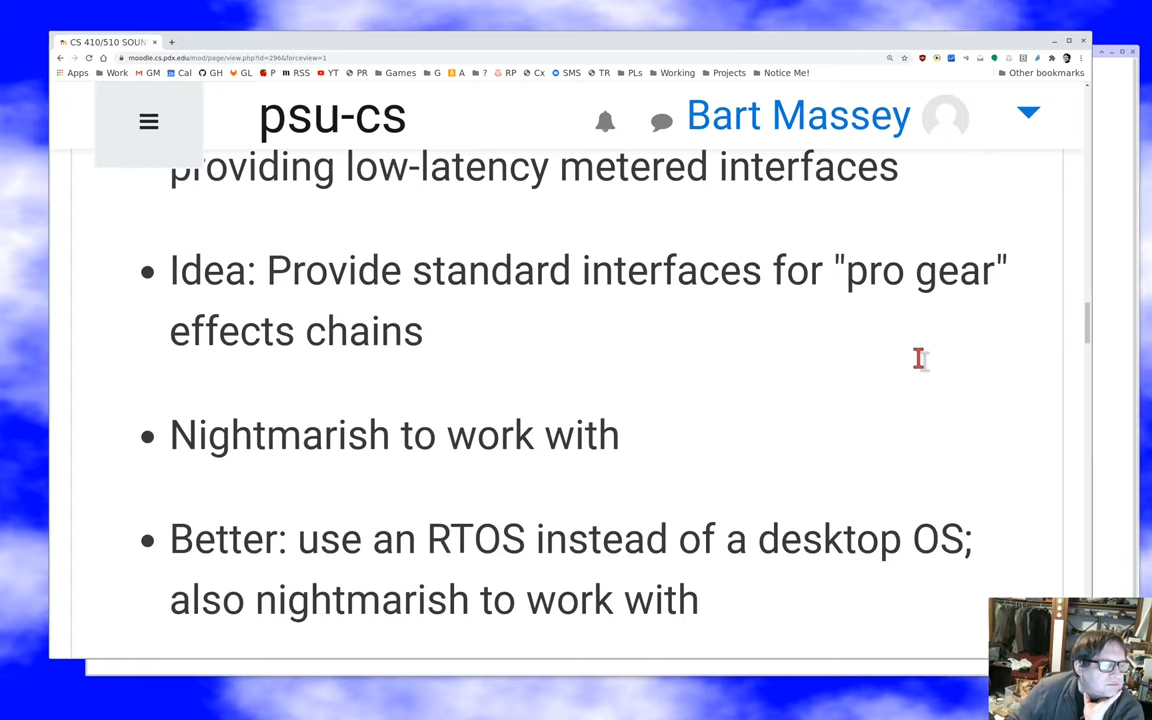 CS 410/510 SOUN
moodle.cs.pdx.edu/mod/page/view.php?id=296&forceview=1
Apps Work GM Cal GH GL P RSS YT PR Games G A ? RP Cx SMS TR PLs Working Projects Notice Me! Other bookmarks
psu-cs Bart Massey
providing low-latency metered interfaces
• Idea: Provide standard interfaces for "pro gear"
effects chains
• Nightmarish to work with
• Better: use an RTOS instead of a desktop OS;
also nightmarish to work with